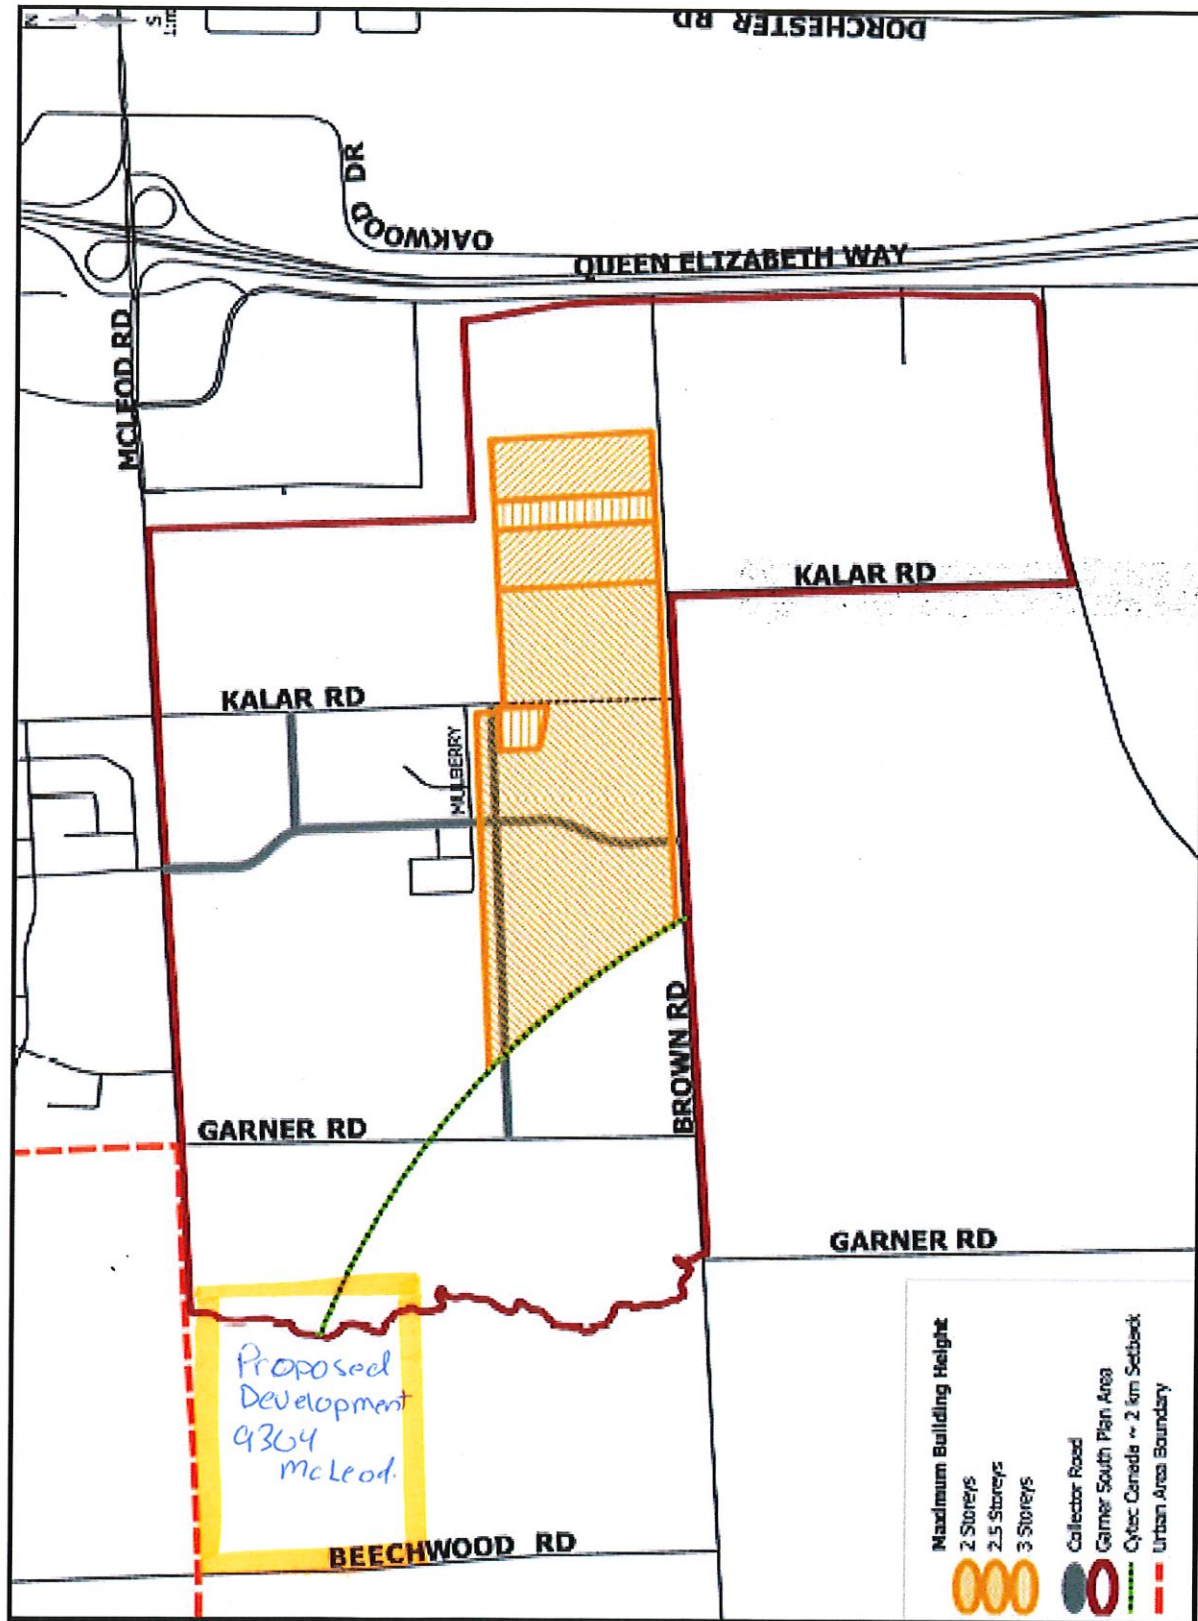 N
S
DORCHESTER RD
OAKWOOD DR
QUEEN ELIZABETH WAY
MCLEOD RD
KALAR RD
KALAR RD
MULBERRY
BROWN RD
GARNER RD
GARNER RD
Proposed
Development
9304
McLeod.
BEECHWOOD RD
Maximum Building Height
2 Storeys
2.5 Storeys
3 Storeys
Collector Road
Garner South Plan Area
Cytec Canada ~ 2 km Setback
Urban Area Boundary